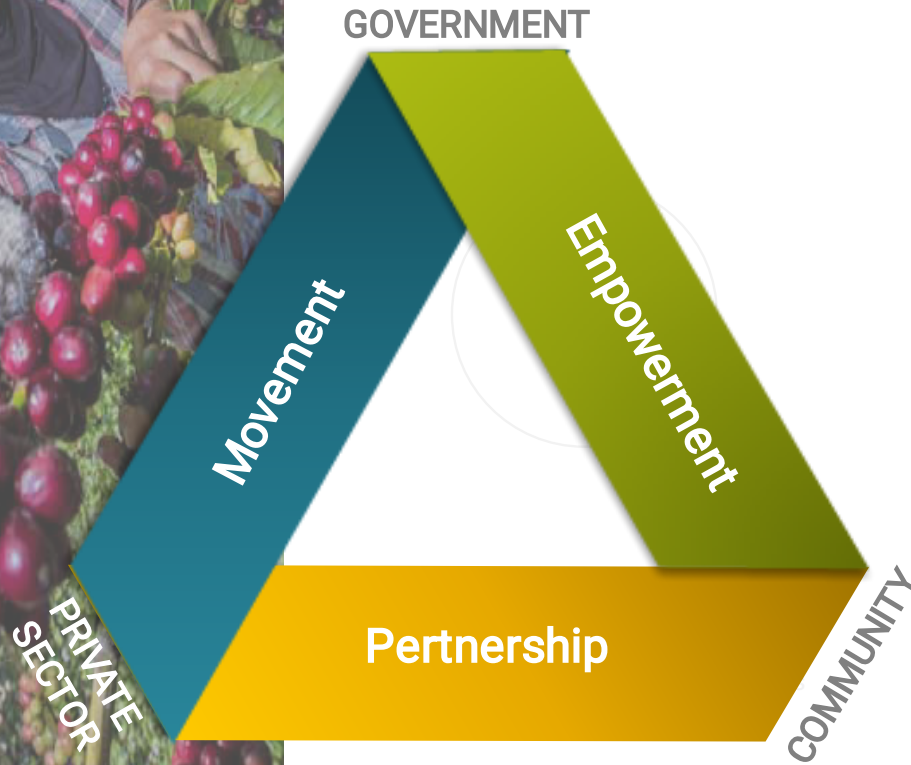 GOVERNMENT
Empowerment
Movement
Pertnership
PRIVATE
SECTOR
COMMUNITY